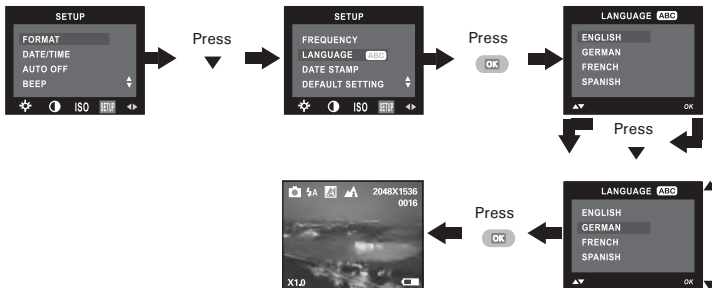 SETUP
FORMAT
DATE/TIME
AUTO OFF
BEEP
ISO SETUP
Press
SETUP
FREQUENCY
LANGUAGE ABC
DATE STAMP
DEFAULT SETTING
ISO SETUP
Press
OK
LANGUAGE ABC
ENGLISH
GERMAN
FRENCH
SPANISH
OK
Press
LANGUAGE ABC
ENGLISH
GERMAN
FRENCH
SPANISH
OK
Press
OK
A 2048X1536
0016
X1.0